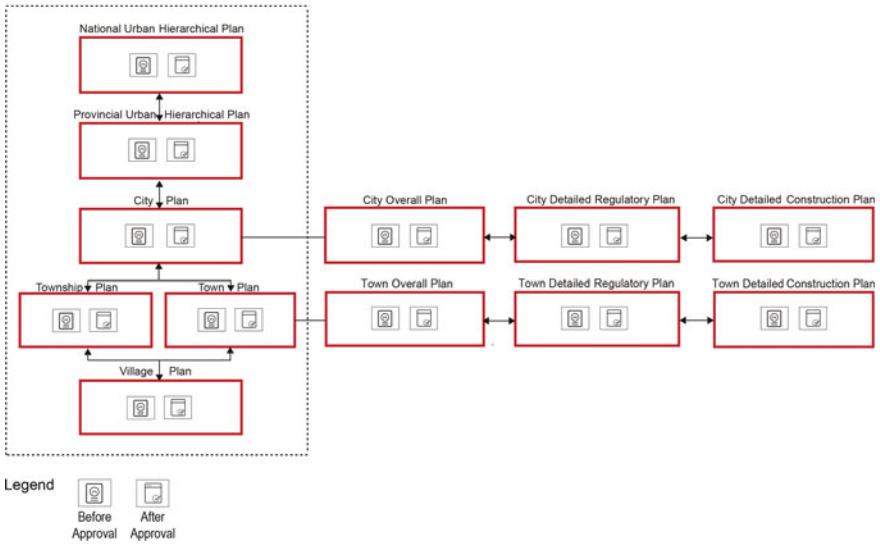 National Urban Hierarchical Plan
Provincial Urban Hierarchical Plan
City Plan
City Overall Plan
City Detailed Regulatory Plan
City Detailed Construction Plan
Township Plan
Town Plan
Town Overall Plan
Town Detailed Regulatory Plan
Town Detailed Construction Plan
Village Plan
Legend
Before
Approval
After
Approval